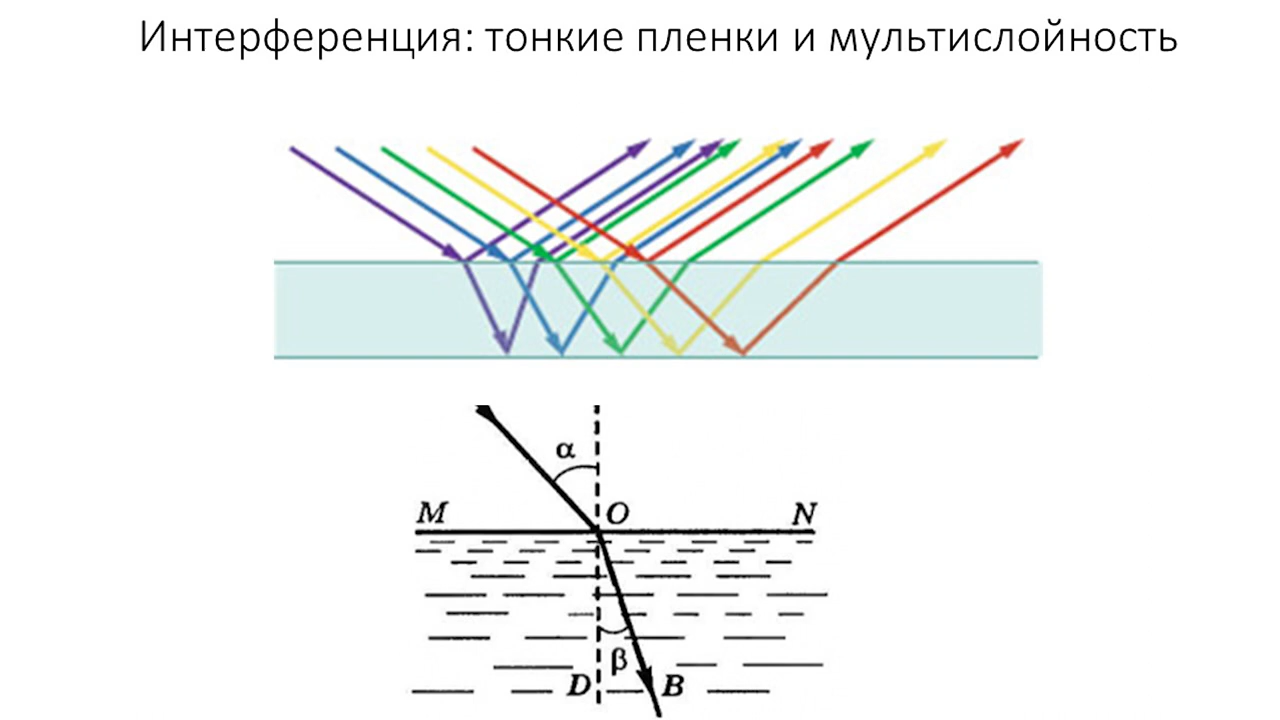 Интерференция: тонкие пленки и мультислойность
α
M O N
β
D B